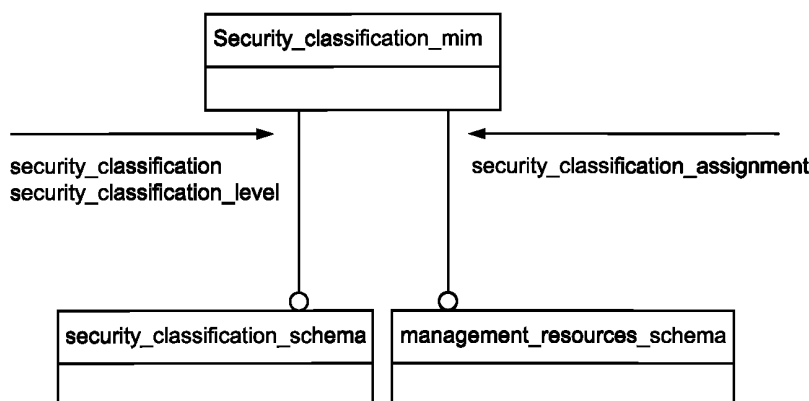 Security_classification_mim
security_classification
security_classification_level
security_classification_assignment
security_classification_schema
management_resources_schema